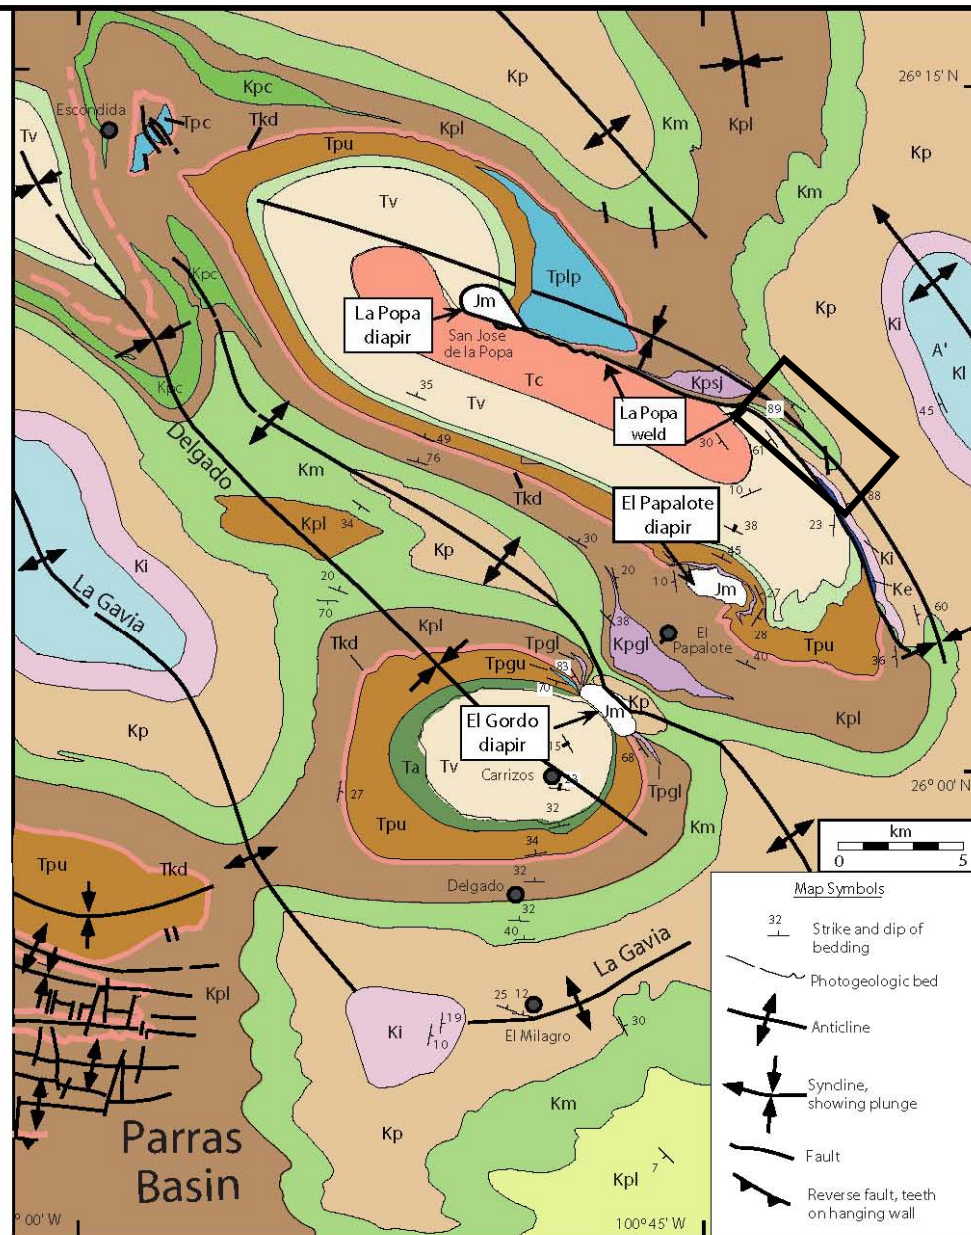 Kp
26° 15' N
Kpc
Km
Kpl
Escondida
Tpc
Tkd
Kpl
Tv
Tpu
Kp
Km
Tv
Kpc
Tplp
Kp
Ki
Jm
La Popa
diapir
San Jose
de la Popa
A'
Kl
Kpsj
Tc
Kpc
35
Tv
La Popa
weld
89
45
30
61
49
76
Delgado
Km
Tkd
10
88
El Papalote
diapir
38
23
Kpl
34
Kp
30
45
Ki
Ki
20
10
Jm
27
Ke
La Gavia
20
70
38
60
Kpl
El
Papalote
28
Tpu
Tkd
Tpgl
Kpgl
40
36
Tpgu
83
70
Kp
Jm
Kpl
Kp
El Gordo
diapir
Ta
Tv
15
Carrizos
23
68
26° 00' N
27
32
Tpgl
Tpu
34
Km
km
0 5
Tpu
Tkd
32
Delgado
Map Symbols
32
40
32
Strike and dip of
bedding
La Gavia
Photogeologic bed
Kpl
25
12
Anticline
Ki
19
10
El Milagro
30
Syncline,
showing plunge
Km
Parras
Basin
Kp
Fault
Kpl
7
Reverse fault, teeth
on hanging wall
° 00' W
100° 45' W